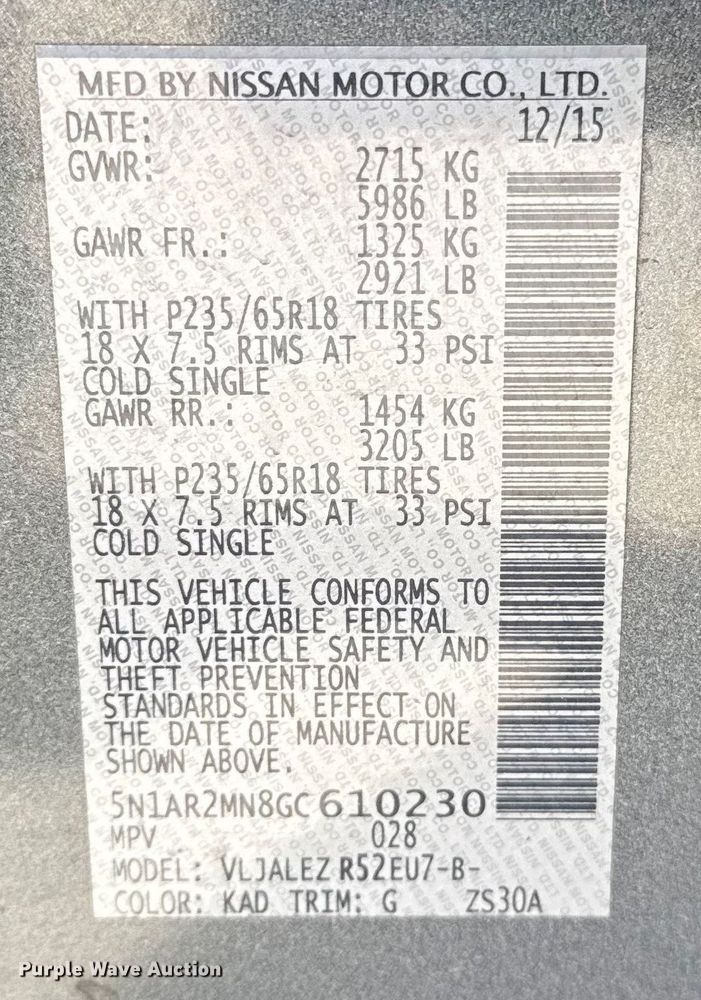 MFD BY NISSAN MOTOR CO., LTD.
DATE: 12/15
GVWR: 2715 KG
5986 LB
GAWR FR.: 1325 KG
2921 LB
WITH P235/65R18 TIRES
18 X 7.5 RIMS AT 33 PSI
COLD SINGLE
GAWR RR.: 1454 KG
3205 LB
WITH P235/65R18 TIRES
18 X 7.5 RIMS AT 33 PSI
COLD SINGLE
THIS VEHICLE CONFORMS TO
ALL APPLICABLE FEDERAL
MOTOR VEHICLE SAFETY AND
THEFT PREVENTION
STANDARDS IN EFFECT ON
THE DATE OF MANUFACTURE
SHOWN ABOVE.
5N1AR2MN8GC610230
MPV 028
MODEL: VLJALEZ R52EU7-B-
COLOR: KAD TRIM: G ZS30A
Purple Wave Auction